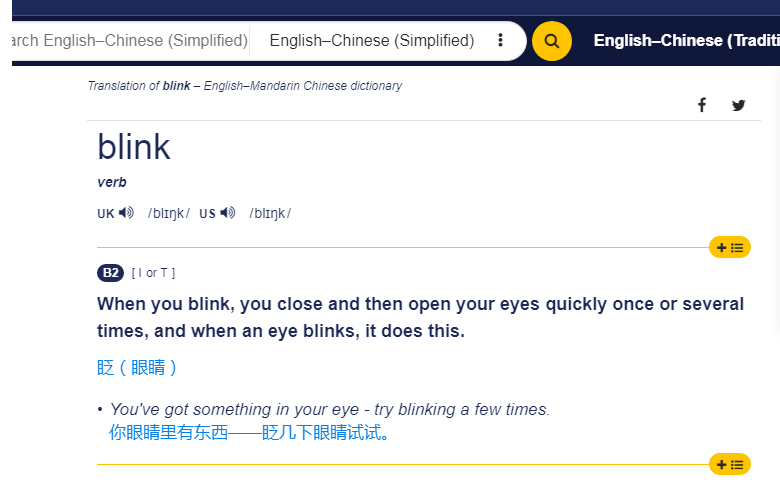 arch English–Chinese (Simplified) English–Chinese (Simplified) English–Chinese (Traditi
Translation of blink – English–Mandarin Chinese dictionary
blink
verb
UK /blɪŋk/ US /blɪŋk/
B2 [ I or T ]
When you blink, you close and then open your eyes quickly once or several
times, and when an eye blinks, it does this.
眨（眼睛）
• You've got something in your eye - try blinking a few times.
你眼睛里有东西——眨几下眼睛试试。